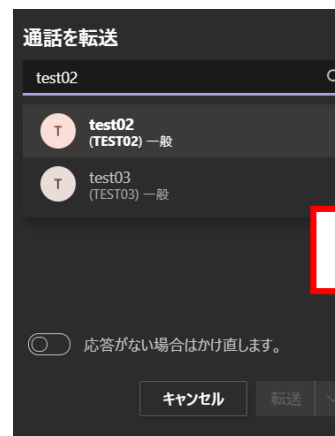 通話を転送
test02
T
test02
(TEST02) 一般
T
test03
(TEST03) 一般
応答がない場合はかけ直します。
キャンセル
転送